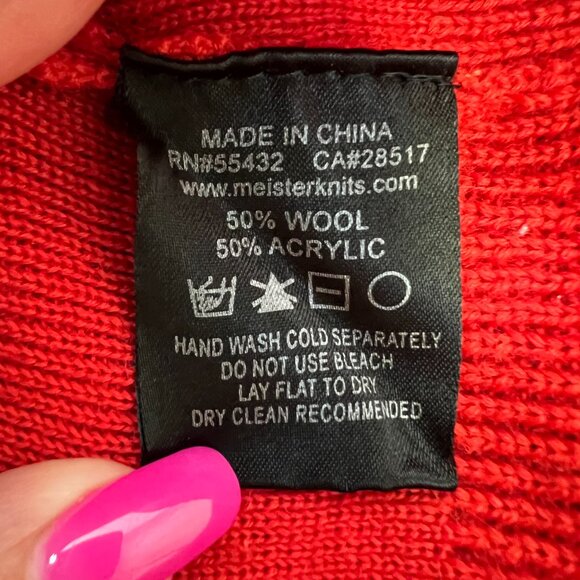 MADE IN CHINA
RN#55432 CA#28517
www.meisterknits.com
50% WOOL
50% ACRYLIC
HAND WASH COLD SEPARATELY
DO NOT USE BLEACH
LAY FLAT TO DRY
DRY CLEAN RECOMMENDED